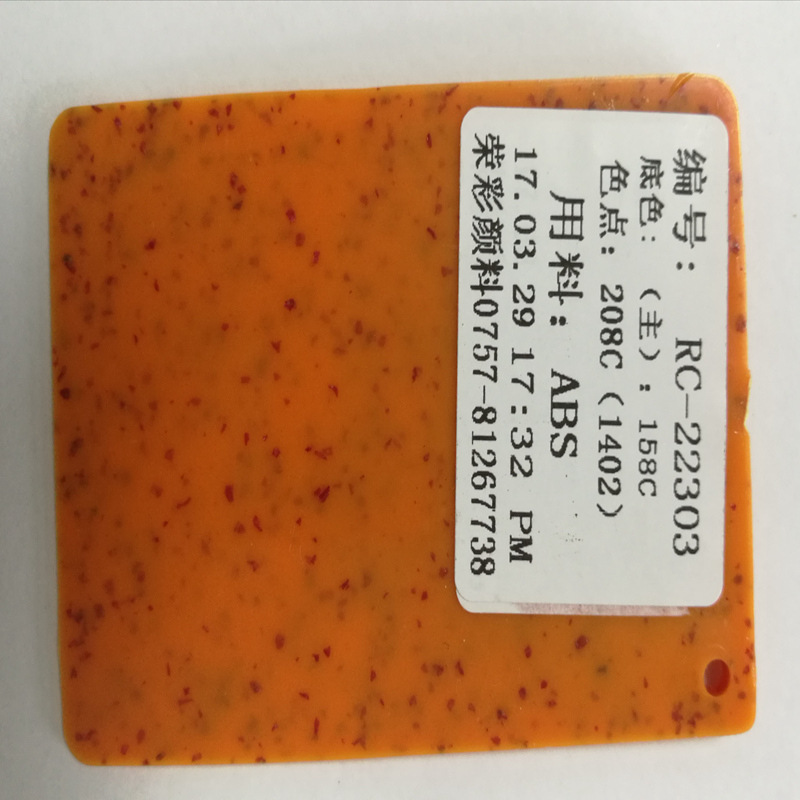 编号： RC-22303
底色：（主）：158C
色点：208C（1402）
用料：ABS
17.03.29 17:32 PM
荣彩颜料0757-81267738